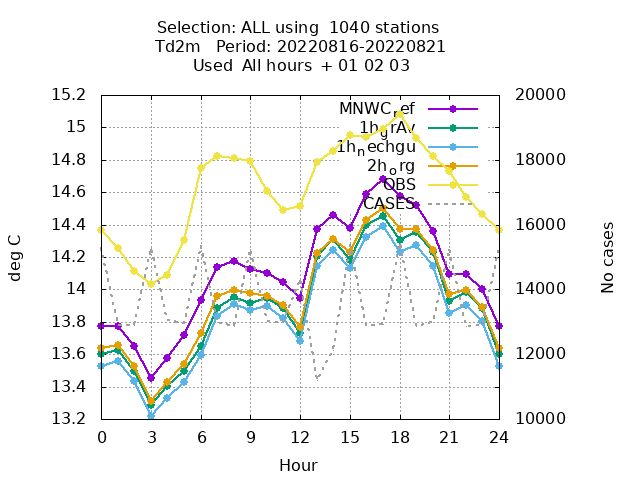 Selection: ALL using  1040 stations
Td2m   Period: 20220816-20220821
Used  All hours  + 01 02 03
15.2
15
14.8
14.6
14.4
14.2
14
13.8
13.6
13.4
13.2
deg C
20000
18000
16000
14000
12000
10000
No cases
MNWC_ref
1h_grAv
1h_nechgu
2h_org
OBS
CASES
0 3 6 9 12 15 18 21 24
Hour